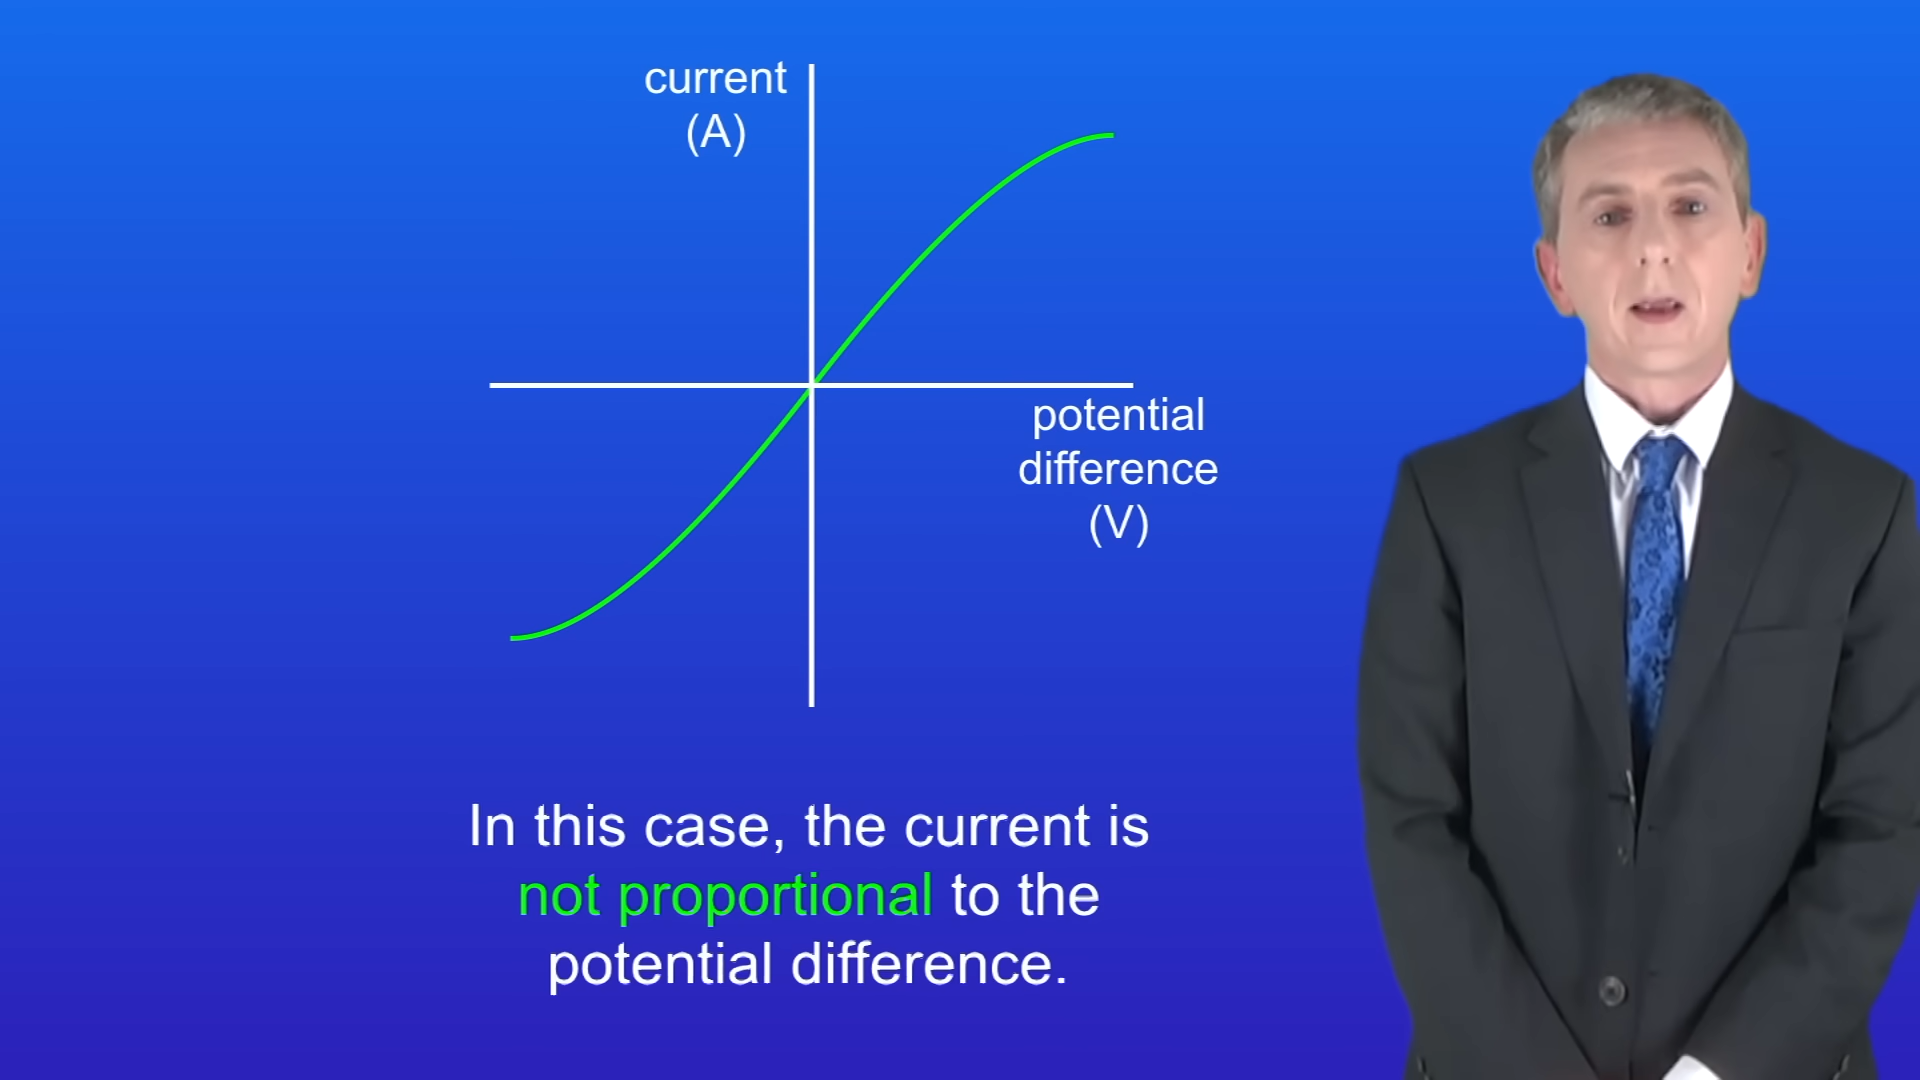 current
(A)
potential
difference
(V)
In this case, the current is
not proportional to the
potential difference.